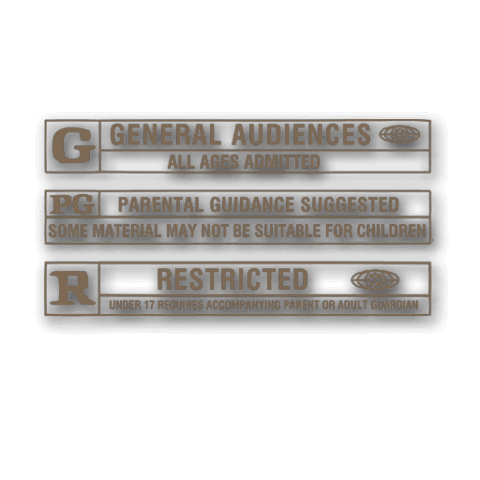 G
GENERAL AUDIENCES
ALL AGES ADMITTED
PG
PARENTAL GUIDANCE SUGGESTED
SOME MATERIAL MAY NOT BE SUITABLE FOR CHILDREN
R
RESTRICTED
UNDER 17 REQUIRES ACCOMPANYING PARENT OR ADULT GUARDIAN